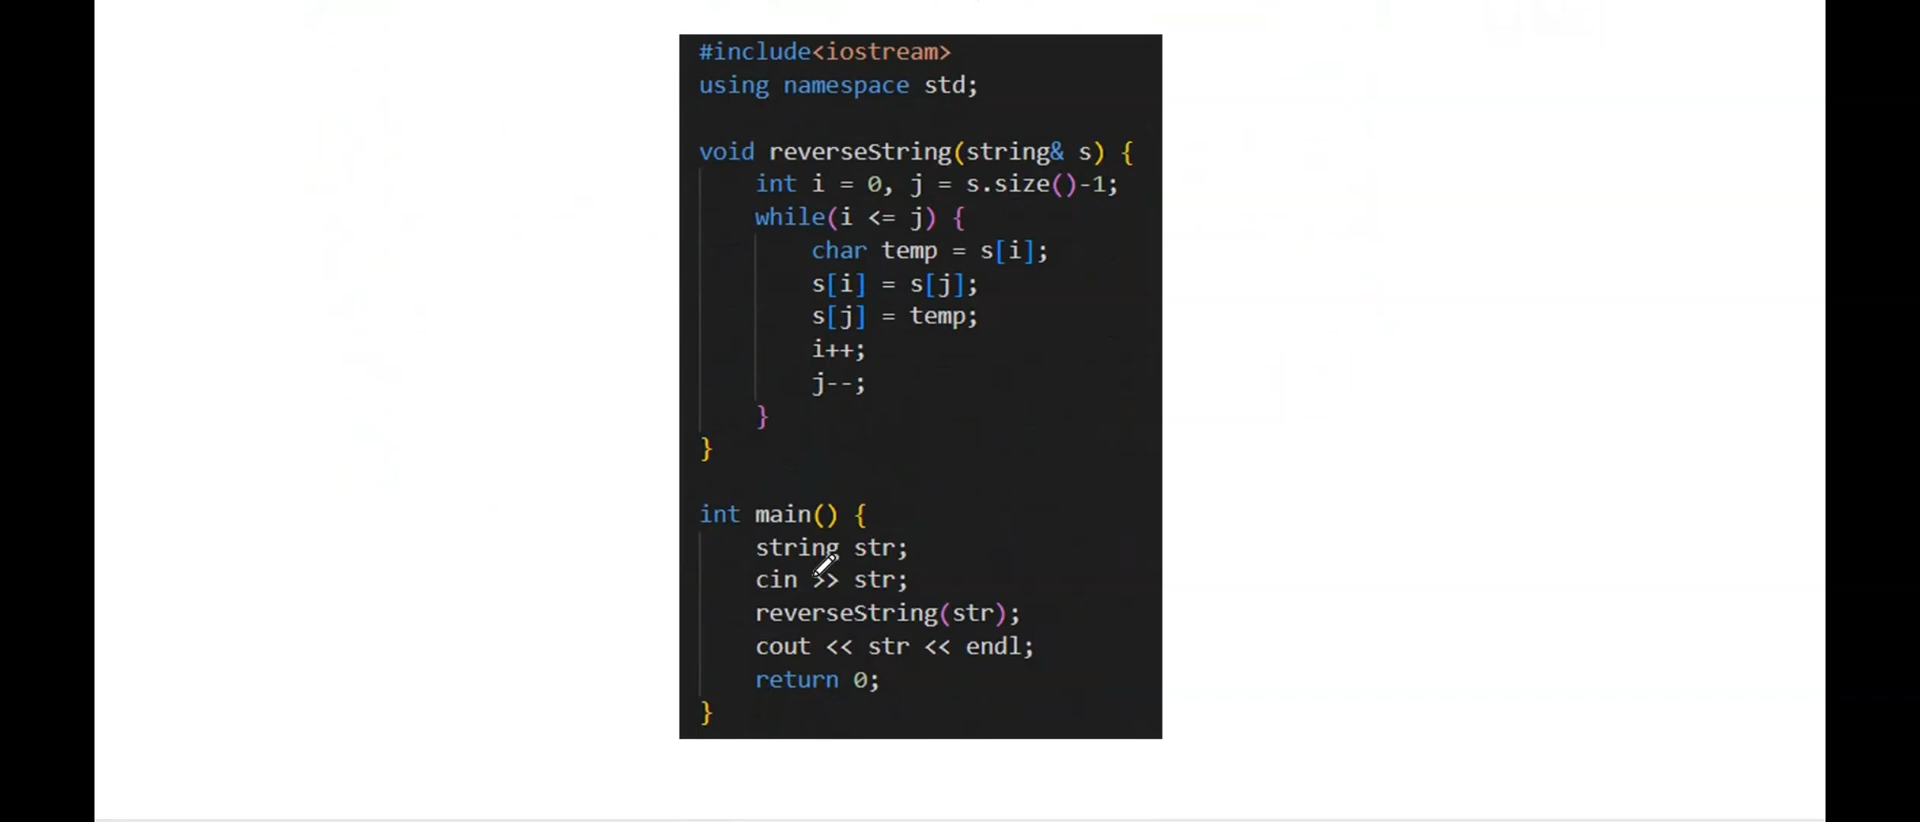 #include<iostream>
using namespace std;
void reverseString(string& s) {
int i = 0, j = s.size()-1;
while(i <= j) {
char temp = s[i];
s[i] = s[j];
s[j] = temp;
i++;
j--;
}
}
int main() {
string str;
cin >> str;
reverseString(str);
cout << str << endl;
return 0;
}